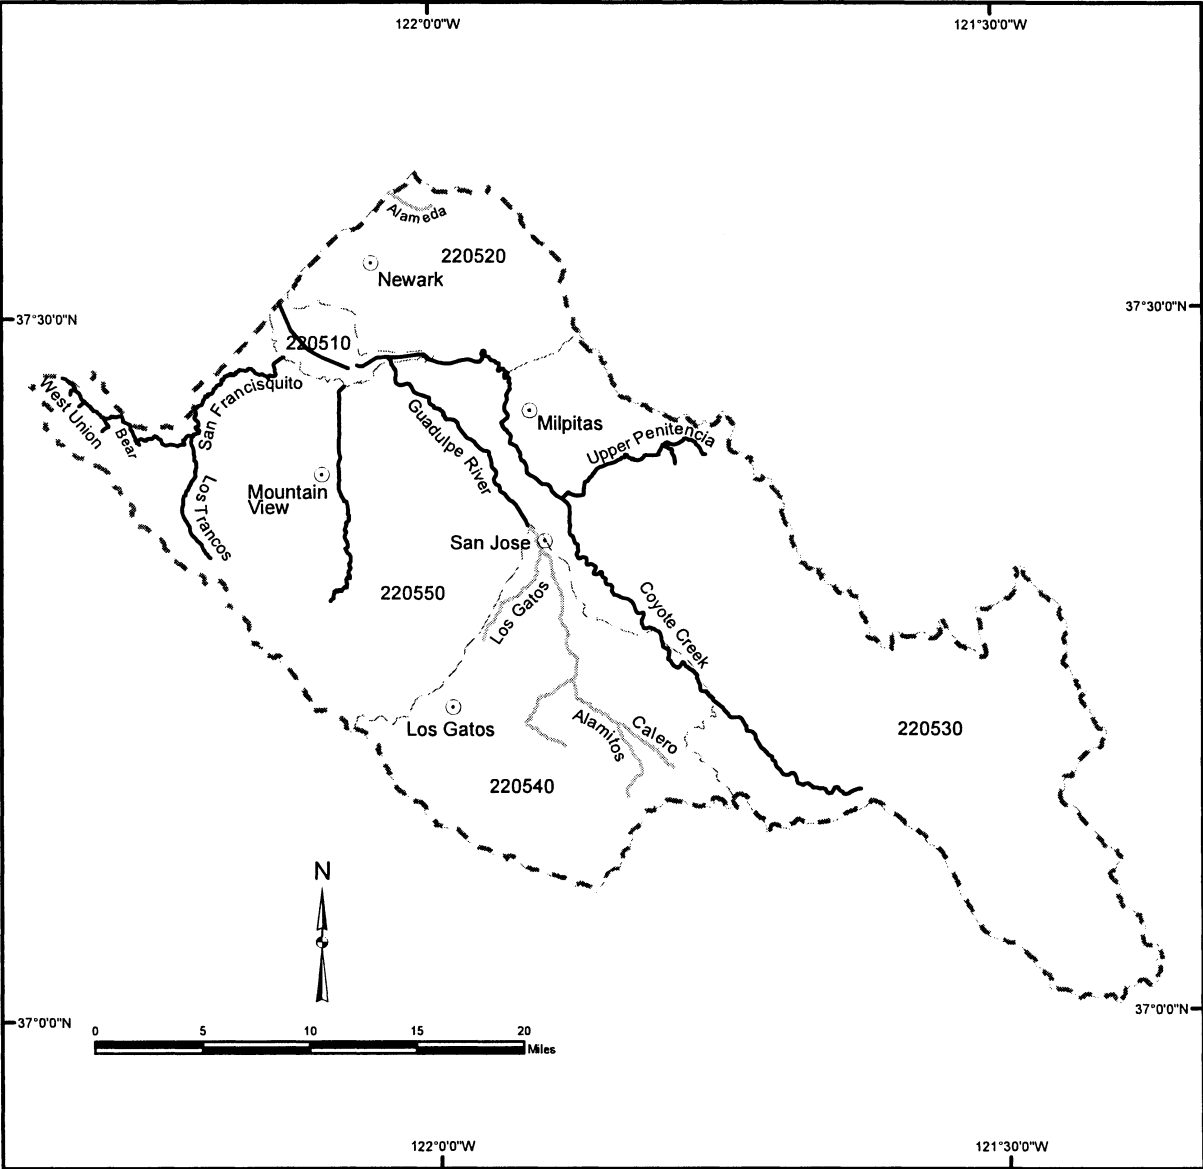 122°0'0"W
121°30'0"W
Alameda
220520
Newark
37°30'0"N
37°30'0"N
220510
San Francisquito
West Union
Bear
Guadulpe River
Milpitas
Upper Penitencia
Mountain
View
Los Trancos
San Jose
220550
Los Gatos
Coyote Creek
Los Gatos
Alamitos
Calero
220530
220540
N
37°0'0"N
37°0'0"N
0 5 10 15 20
Miles
122°0'0"W
121°30'0"W